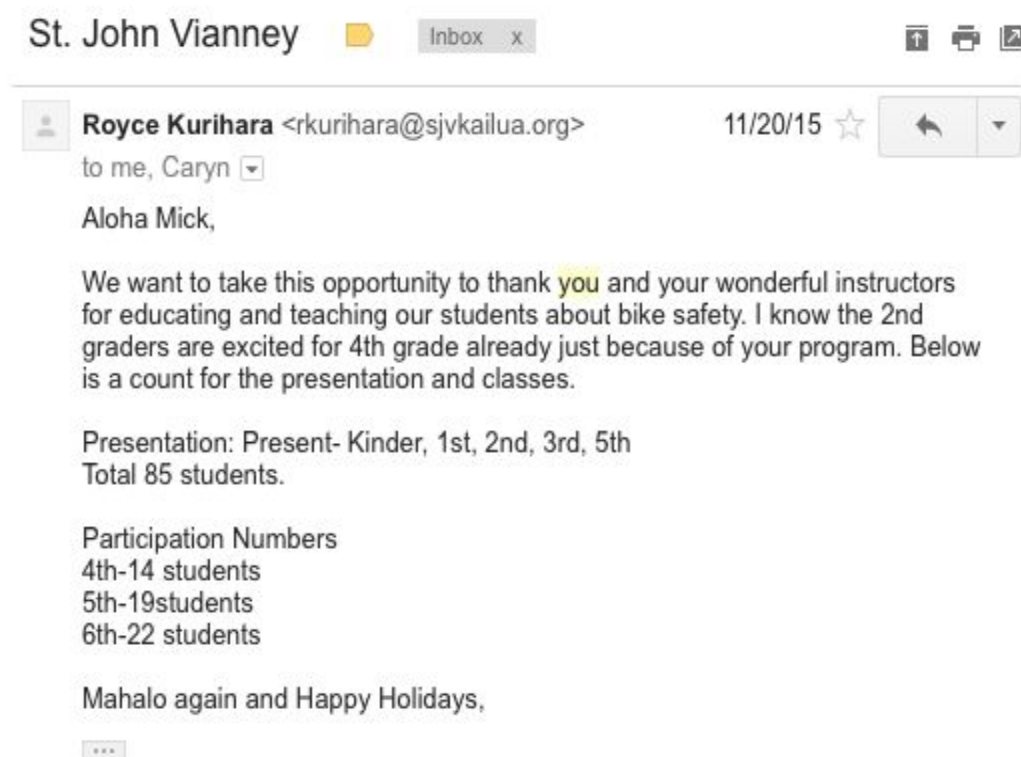 St. John Vianney Inbox x
Royce Kurihara <rkurihara@sjvkailua.org> 11/20/15
to me, Caryn
Aloha Mick,
We want to take this opportunity to thank you and your wonderful instructors
for educating and teaching our students about bike safety. I know the 2nd
graders are excited for 4th grade already just because of your program. Below
is a count for the presentation and classes.
Presentation: Present- Kinder, 1st, 2nd, 3rd, 5th
Total 85 students.
Participation Numbers
4th-14 students
5th-19students
6th-22 students
Mahalo again and Happy Holidays,